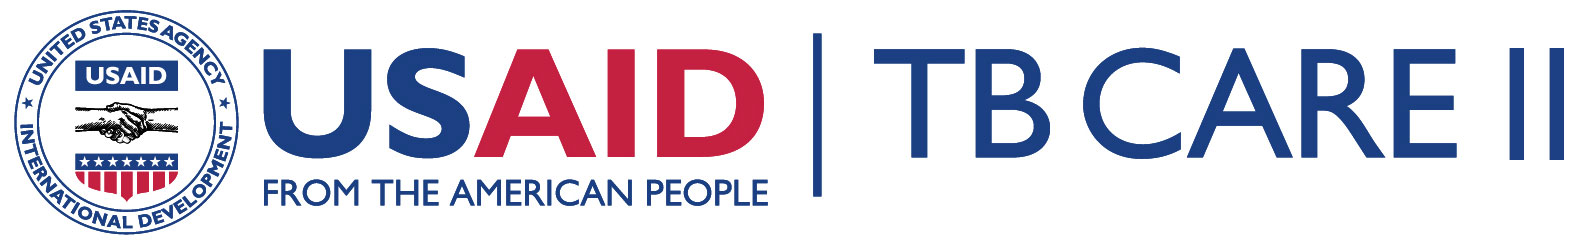 UNITED STATES AGENCY
INTERNATIONAL DEVELOPMENT
USAID
USAID
FROM THE AMERICAN PEOPLE
TB CARE II